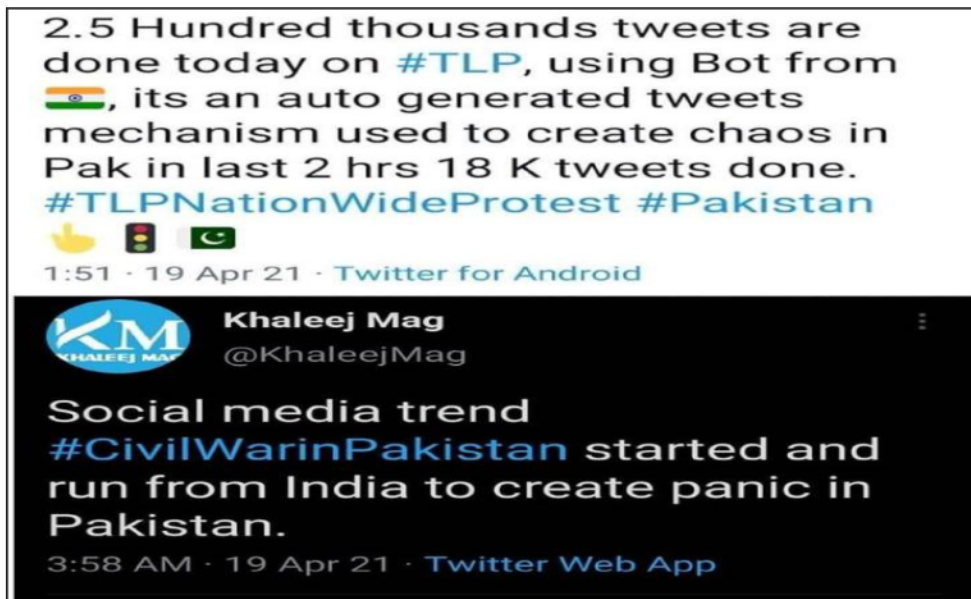 2.5 Hundred thousands tweets are
done today on #TLP, using Bot from
🇮🇳, its an auto generated tweets
mechanism used to create chaos in
Pak in last 2 hrs 18 K tweets done.
#TLPNationWideProtest #Pakistan
👆 🚦 🇵🇰
1:51 · 19 Apr 21 · Twitter for Android
KM
KHALEEJ MAG
Khaleej Mag
@KhaleejMag
Social media trend
#CivilWarinPakistan started and
run from India to create panic in
Pakistan.
3:58 AM · 19 Apr 21 · Twitter Web App